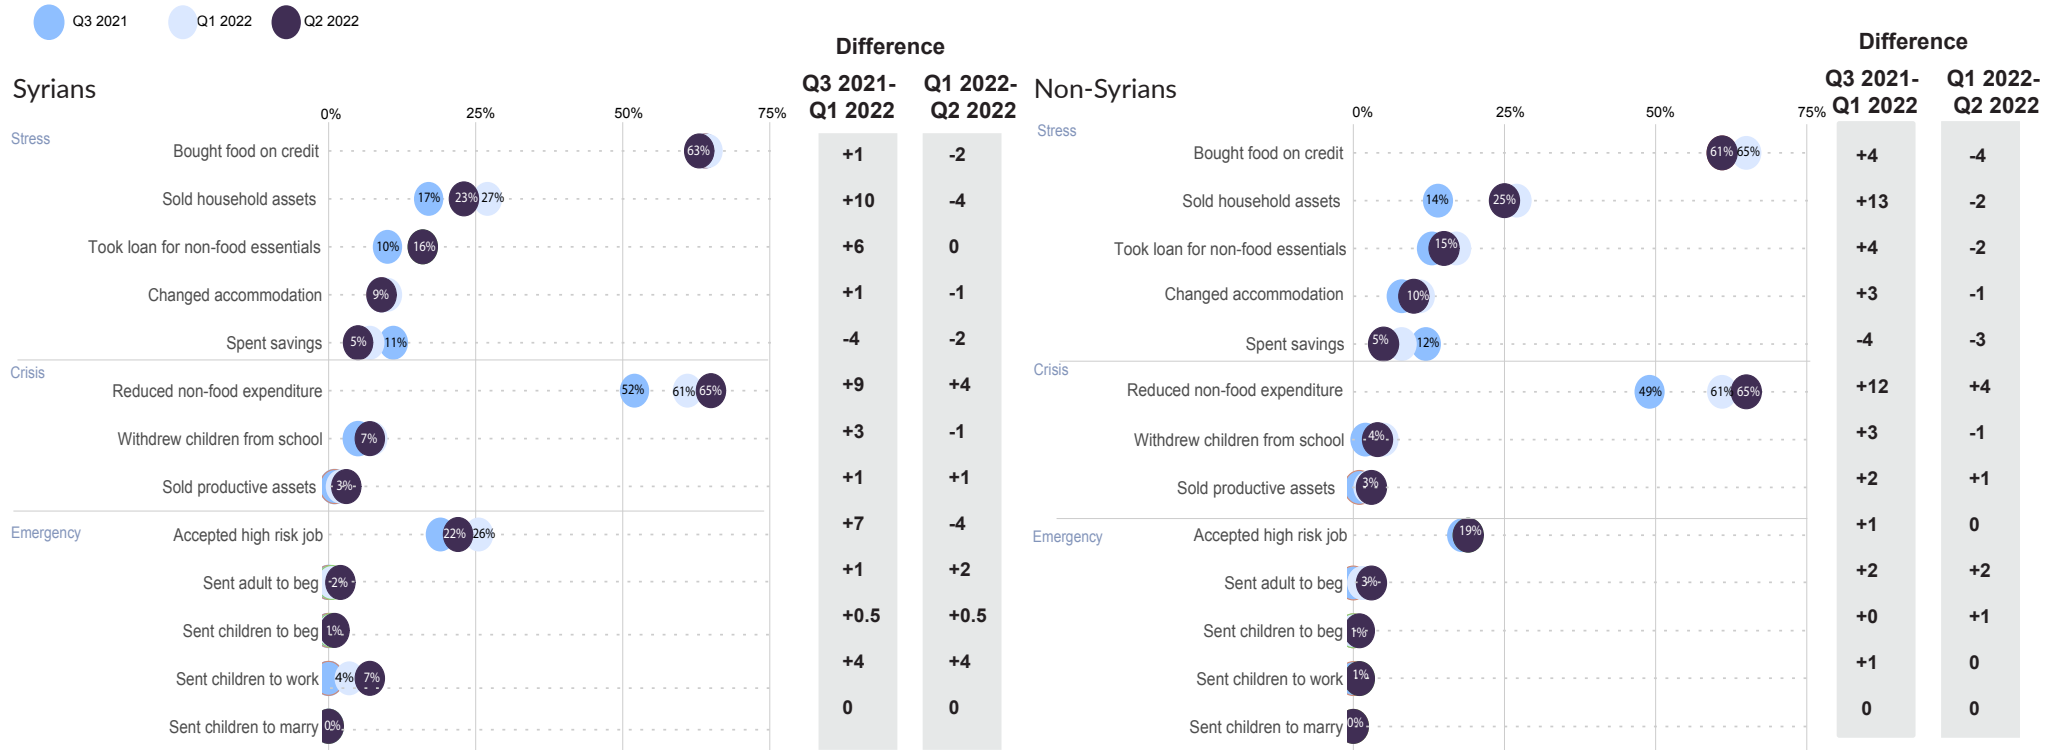 Q3 2021 Q1 2022 Q2 2022
Syrians
Difference
Q3 2021-
Q1 2022
Q1 2022-
Q2 2022
0% 25% 50% 75%
Stress
Bought food on credit 63% +1 -2
Sold household assets 17% 23% 27% +10 -4
Took loan for non-food essentials 10% 16% +6 0
Changed accommodation 9% +1 -1
Spent savings 5% 11% -4 -2
Crisis
Reduced non-food expenditure 52% 61% 65% +9 +4
Withdrew children from school 7% +3 -1
Sold productive assets 3% +1 +1
Emergency
Accepted high risk job 22% 26% +7 -4
Sent adult to beg 2% +1 +2
Sent children to beg 1% +0.5 +0.5
Sent children to work 4% 7% +4 +4
Sent children to marry 0% 0 0
Non-Syrians
Difference
Q3 2021-
Q1 2022
Q1 2022-
Q2 2022
0% 25% 50% 75%
Stress
Bought food on credit 61% 65% +4 -4
Sold household assets 14% 25% +13 -2
Took loan for non-food essentials 15% +4 -2
Changed accommodation 10% +3 -1
Spent savings 5% 12% -4 -3
Crisis
Reduced non-food expenditure 49% 61% 65% +12 +4
Withdrew children from school 4% +3 -1
Sold productive assets 3% +2 +1
Emergency
Accepted high risk job 19% +1 0
Sent adult to beg 3% +2 +2
Sent children to beg 1% +0 +1
Sent children to work 1% +1 0
Sent children to marry 0% 0 0